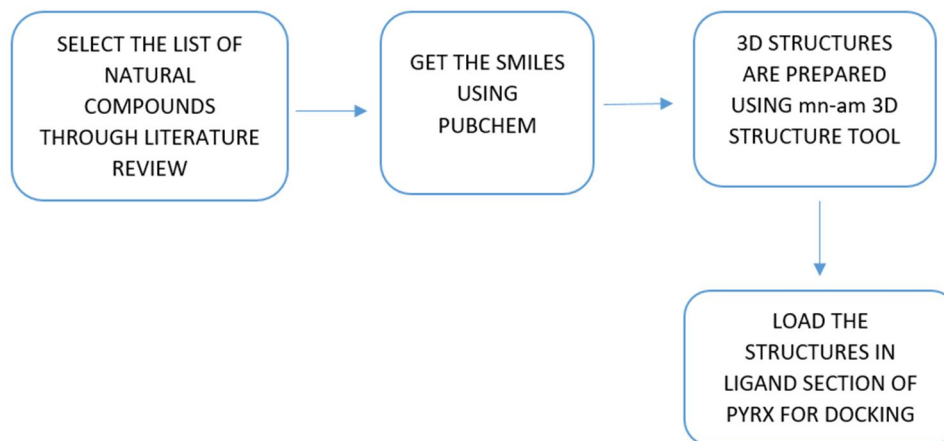 SELECT THE LIST OF
NATURAL
COMPOUNDS
THROUGH LITERATURE
REVIEW
GET THE SMILES
USING
PUBCHEM
3D STRUCTURES
ARE PREPARED
USING mn-am 3D
STRUCTURE TOOL
LOAD THE
STRUCTURES IN
LIGAND SECTION OF
PYRX FOR DOCKING